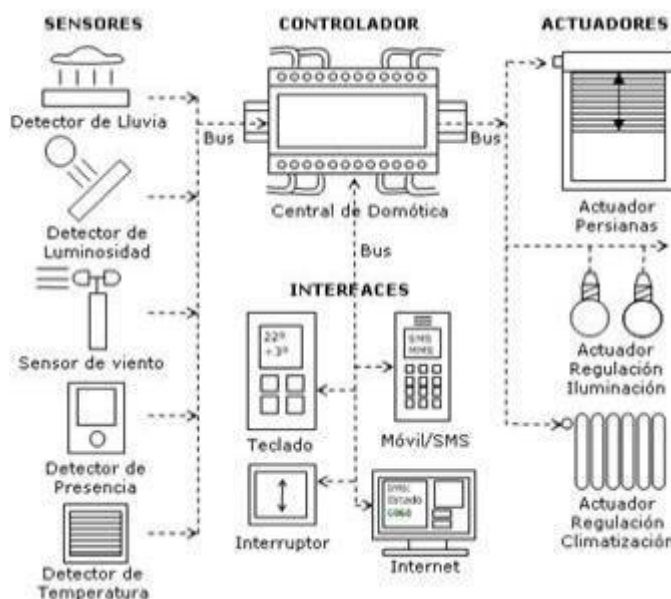 SENSORES
Detector de Lluvia
Detector de
Luminosidad
Sensor de viento
Detector de
Presencia
Detector de
Temperatura
CONTROLADOR
Bus
Bus
Central de Domótica
Bus
INTERFACES
22º
+3º
Teclado
SMS
MMS
Móvil/SMS
Interruptor
Internet
ACTUADORES
Actuador
Persianas
Actuador
Regulación
Iluminación
Actuador
Regulación
Climatización